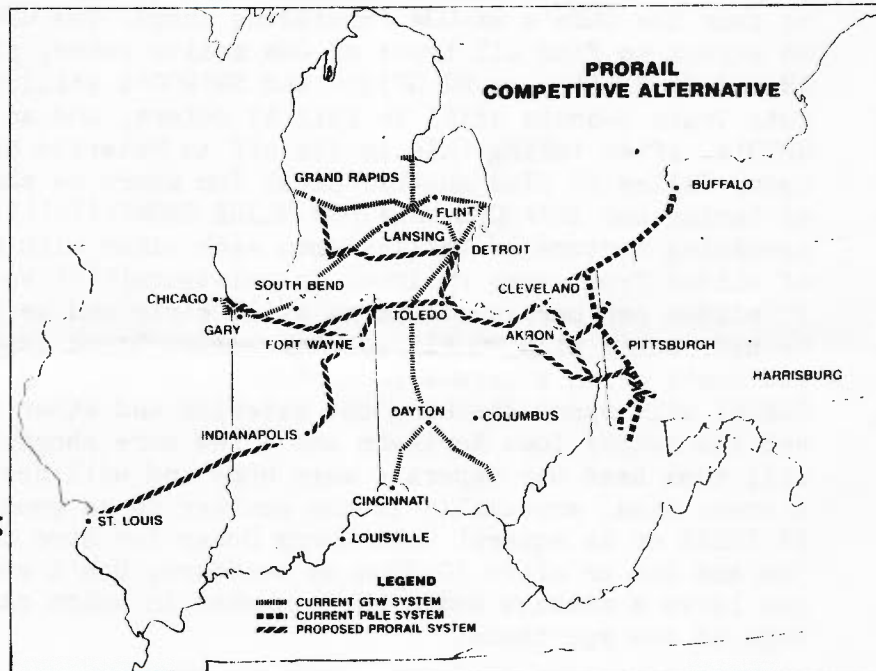 PRORAIL
COMPETITIVE ALTERNATIVE
BUFFALO
GRAND RAPIDS
FLINT
LANSING
DETROIT
SOUTH BEND
CLEVELAND
CHICAGO
GARY
TOLEDO
FORT WAYNE
AKRON
PITTSBURGH
HARRISBURG
DAYTON
COLUMBUS
INDIANAPOLIS
CINCINNATI
ST. LOUIS
LOUISVILLE
LEGEND
CURRENT GTW SYSTEM
CURRENT P&LE SYSTEM
PROPOSED PRORAIL SYSTEM